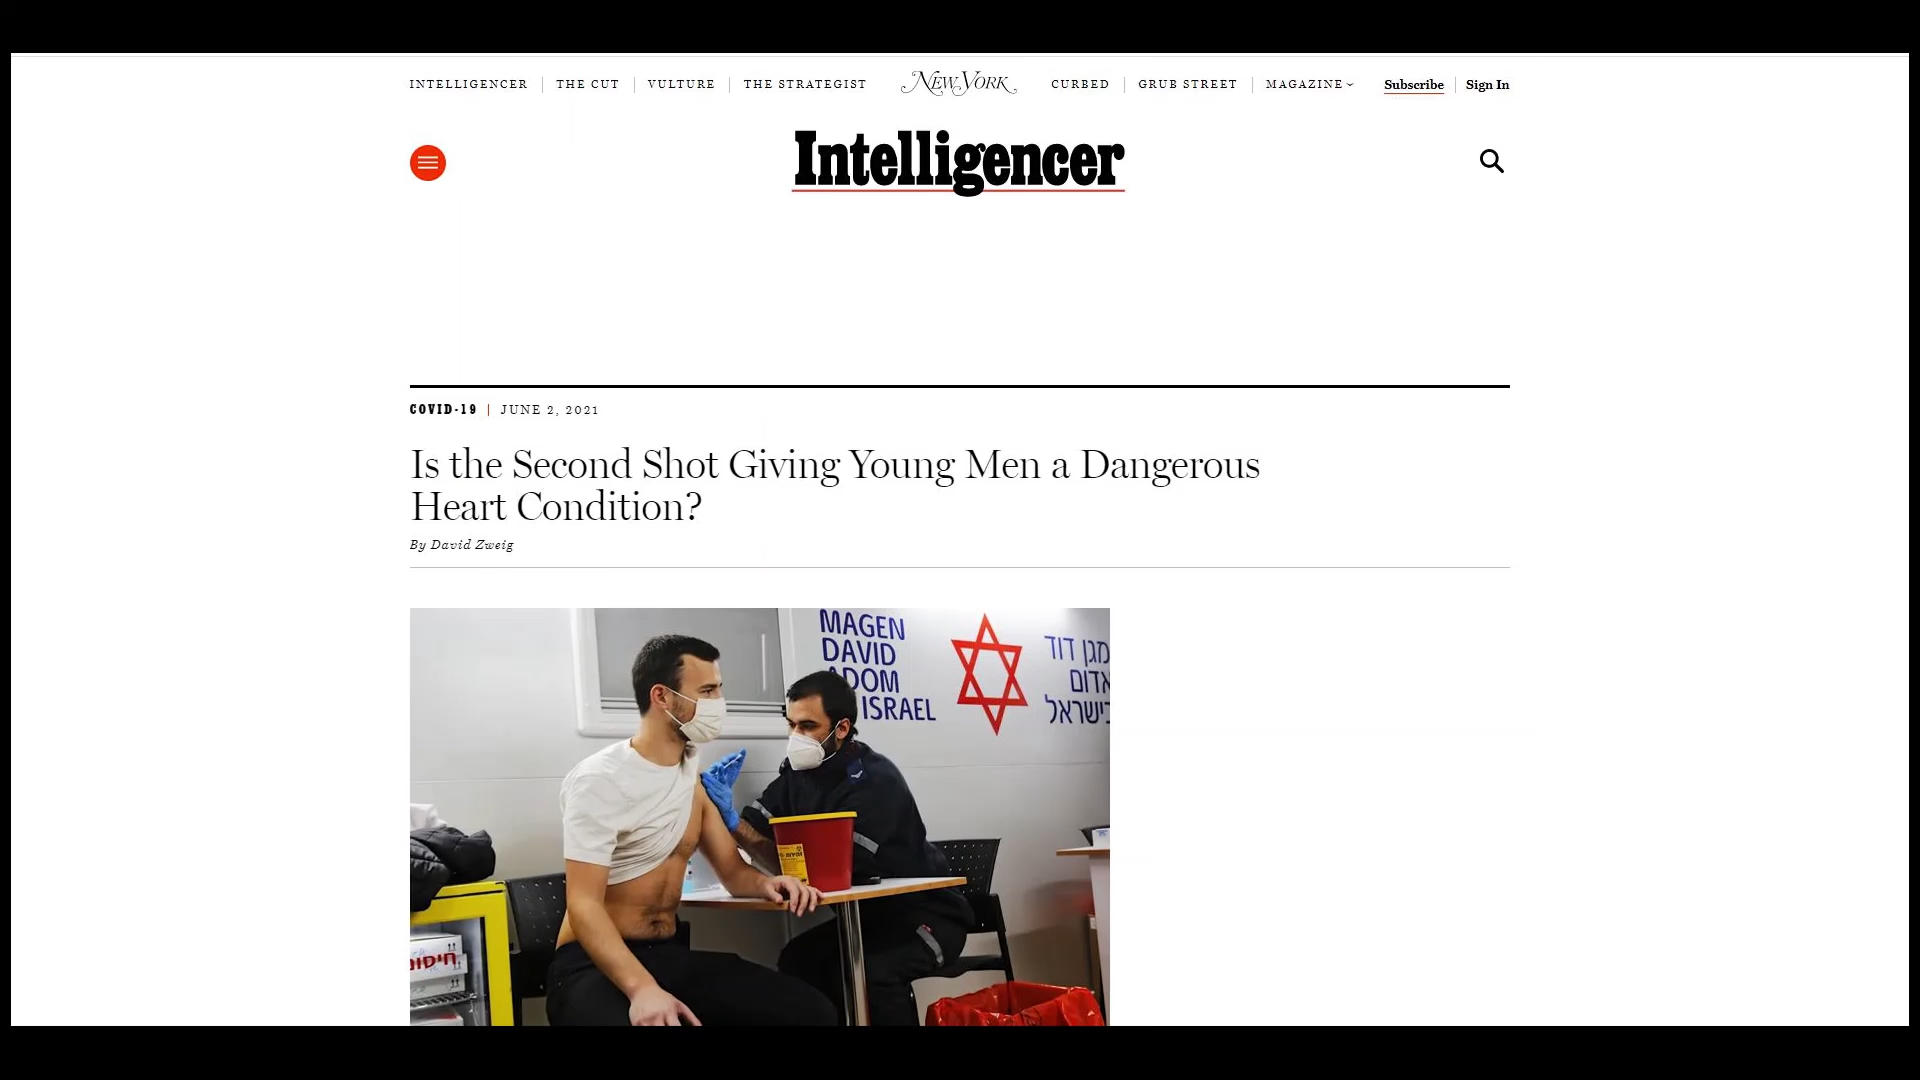 INTELLIGENCER
THE CUT
VULTURE
THE STRATEGIST
NEW YORK
CURBED
GRUB STREET
MAGAZINE
Subscribe
Sign In
Intelligencer
COVID-19 | JUNE 2, 2021
Is the Second Shot Giving Young Men a Dangerous
Heart Condition?
By David Zweig
MAGEN
DAVID
ADOM
ISRAEL
מגן דוד
אדום
בישראל